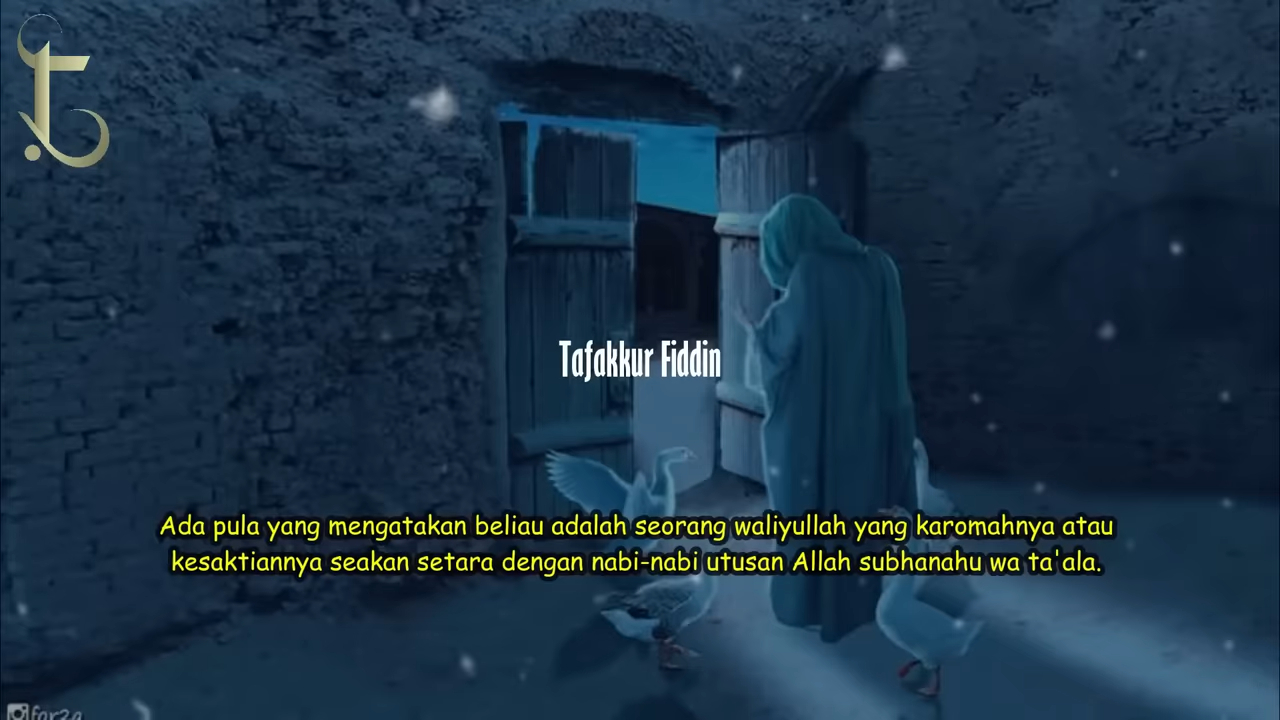 Tafakkur Fiddin
Ada pula yang mengatakan beliau adalah seorang waliyullah yang karomahnya atau
kesaktiannya seakan setara dengan nabi-nabi utusan Allah subhanahu wa ta'ala.